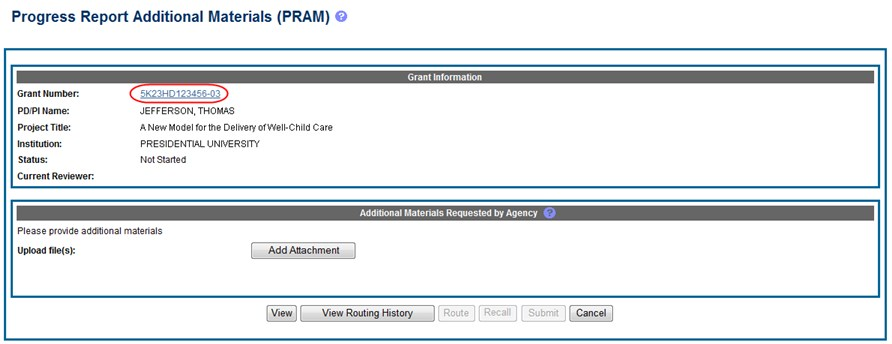 Progress Report Additional Materials (PRAM) ?
Grant Information
Grant Number: 5K23HD123456-03
PD/PI Name: JEFFERSON, THOMAS
Project Title: A New Model for the Delivery of Well-Child Care
Institution: PRESIDENTIAL UNIVERSITY
Status: Not Started
Current Reviewer:
Additional Materials Requested by Agency ?
Please provide additional materials
Upload file(s): Add Attachment
View View Routing History Route Recall Submit Cancel